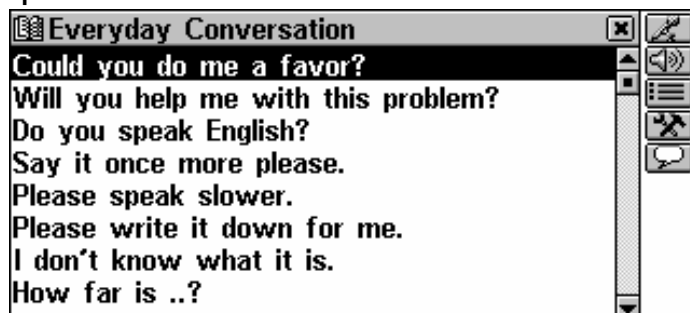 Everyday Conversation
Could you do me a favor?
Will you help me with this problem?
Do you speak English?
Say it once more please.
Please speak slower.
Please write it down for me.
I don't know what it is.
How far is ..?